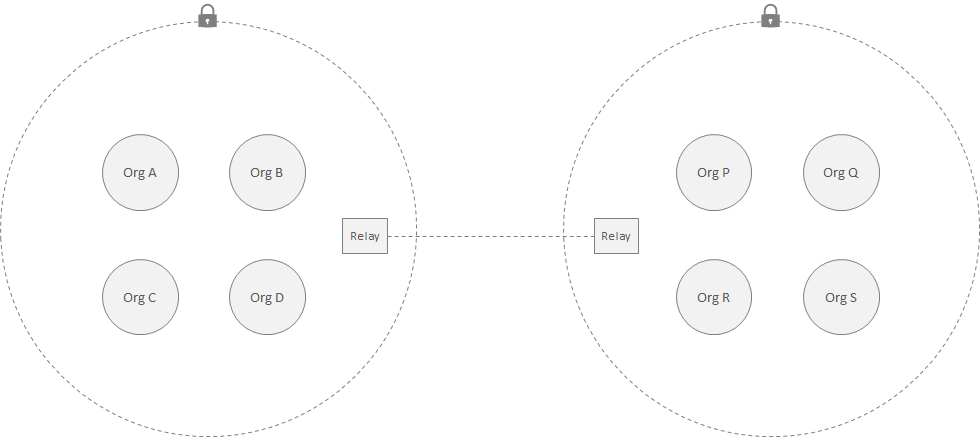 Org A
Org B
Relay
Org C
Org D
Org P
Org Q
Relay
Org R
Org S